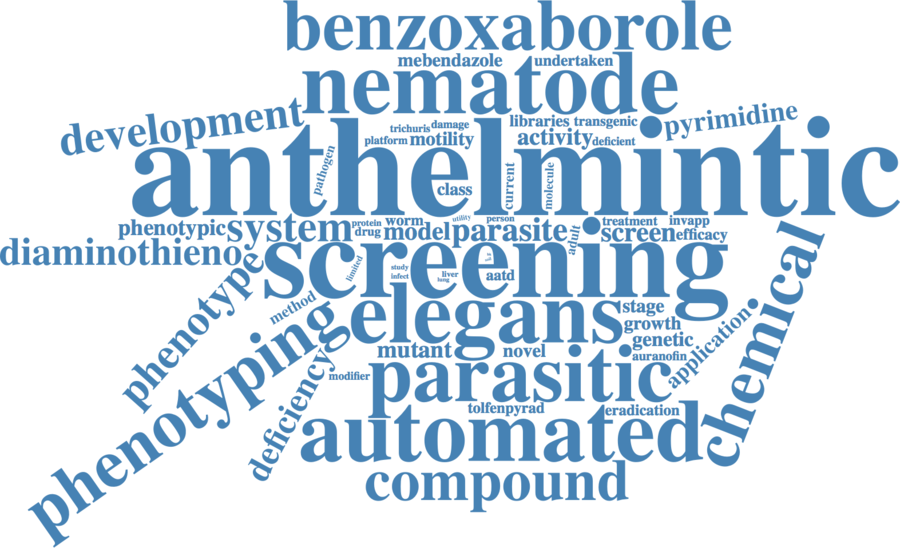 benzoxaborole
mebendazole undertaken
nematode
development
libraries transgenic
pyrimidine
trichuris damage
activity
platform motility
deficient
anthelmintic
pathogen
class
current
molecule
phenotypic system
protein worm
utility person
treatment invapp
drug model parasite
adult
screen efficacy
diaminothieno
screening
limited
study
infect
liver
lung
aatd
phenotype
method
elegans
stage
growth
genetic
chemical
phenotyping
mutant novel
auranofin
application
deficiency
modifier
parasitic
tolfenpyrad eradication
automated
compound